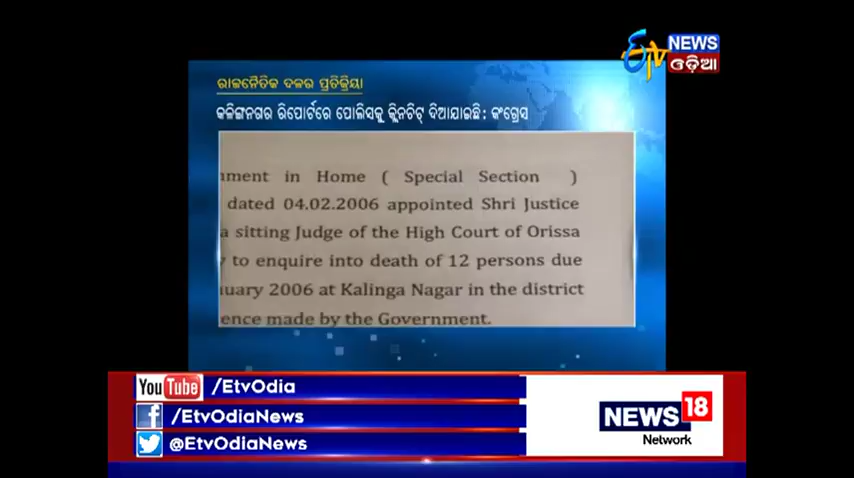 ETV NEWS
ଓଡ଼ିଆ
ରାଜନୈତିକ ଦଳର ପ୍ରତିକ୍ରିୟା
କଳିଙ୍ଗନଗର ରିପୋର୍ଟରେ ପୋଲିସକୁ କ୍ଲିନଚିଟ୍ ଦିଆଯାଇଛି: କଂଗ୍ରେସ
nment in Home ( Special Section )
dated 04.02.2006 appointed Shri Justice
a sitting Judge of the High Court of Orissa
y to enquire into death of 12 persons due
nuary 2006 at Kalinga Nagar in the district
ence made by the Government.
YouTube /EtvOdia
f /EtvOdiaNews
@EtvOdiaNews
NEWS 18
Network